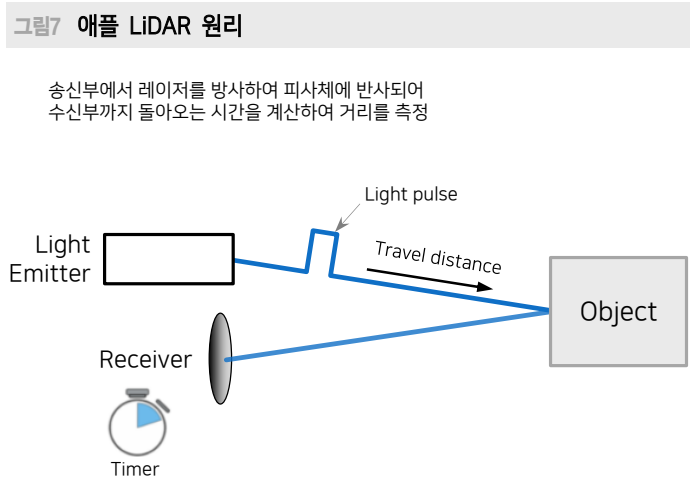 그림7 애플 LiDAR 원리
송신부에서 레이저를 방사하여 피사체에 반사되어
수신부까지 돌아오는 시간을 계산하여 거리를 측정
Light pulse
Light
Emitter
Travel distance
Object
Receiver
Timer